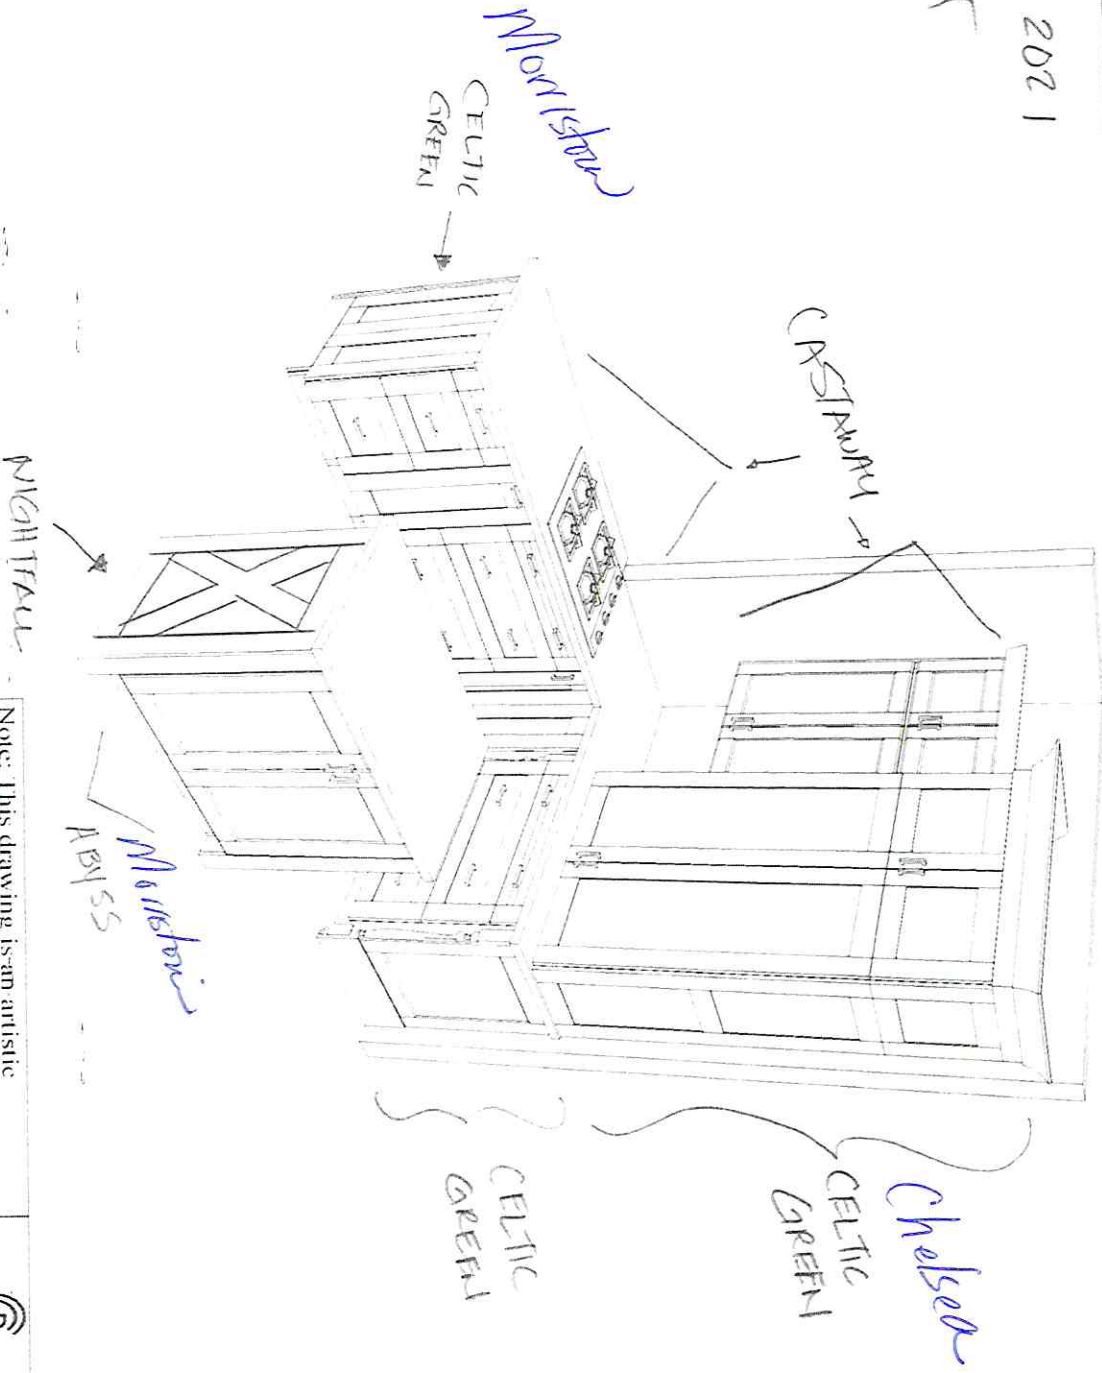 2021
Chelsea
CELTIC
GREEN
CASTAWAY
Morristown
CELTIC
GREEN
CELTIC
GREEN
Morristown
ABYSS
NIGHTFALL
Note: This drawing is an artistic